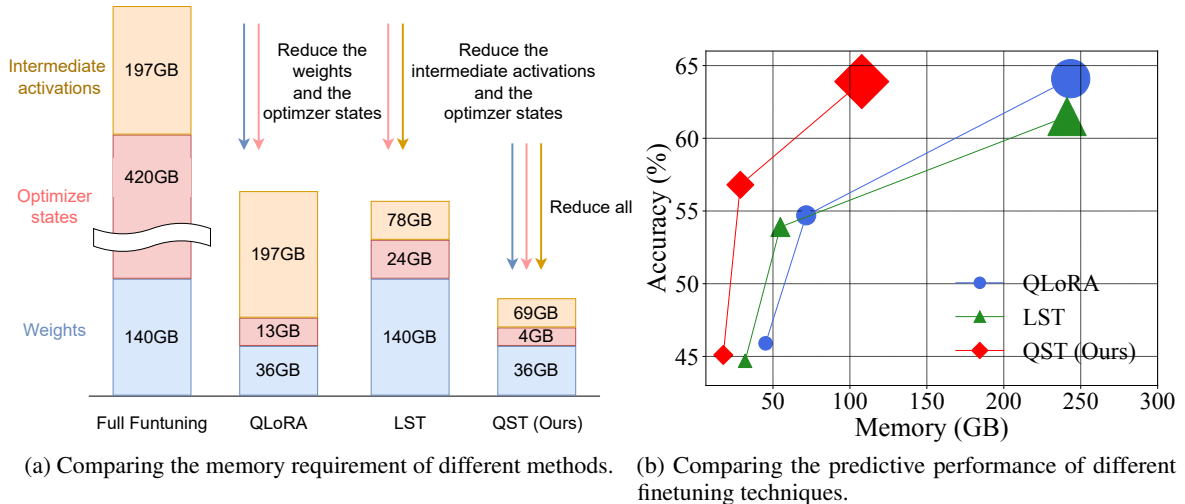 Intermediate
activations
Optimizer
states
Weights
197GB
420GB
140GB
Full Funtuning
Reduce the
weights
and the
optimzer states
197GB
13GB
36GB
QLoRA
Reduce the
intermediate activations
and the
optimzer states
78GB
24GB
140GB
LST
Reduce all
69GB
4GB
36GB
QST (Ours)
(a) Comparing the memory requirement of different methods.
Accuracy (%)
65
60
55
50
45
QLoRA
LST
QST (Ours)
50 100 150 200 250 300
Memory (GB)
(b) Comparing the predictive performance of different
finetuning techniques.